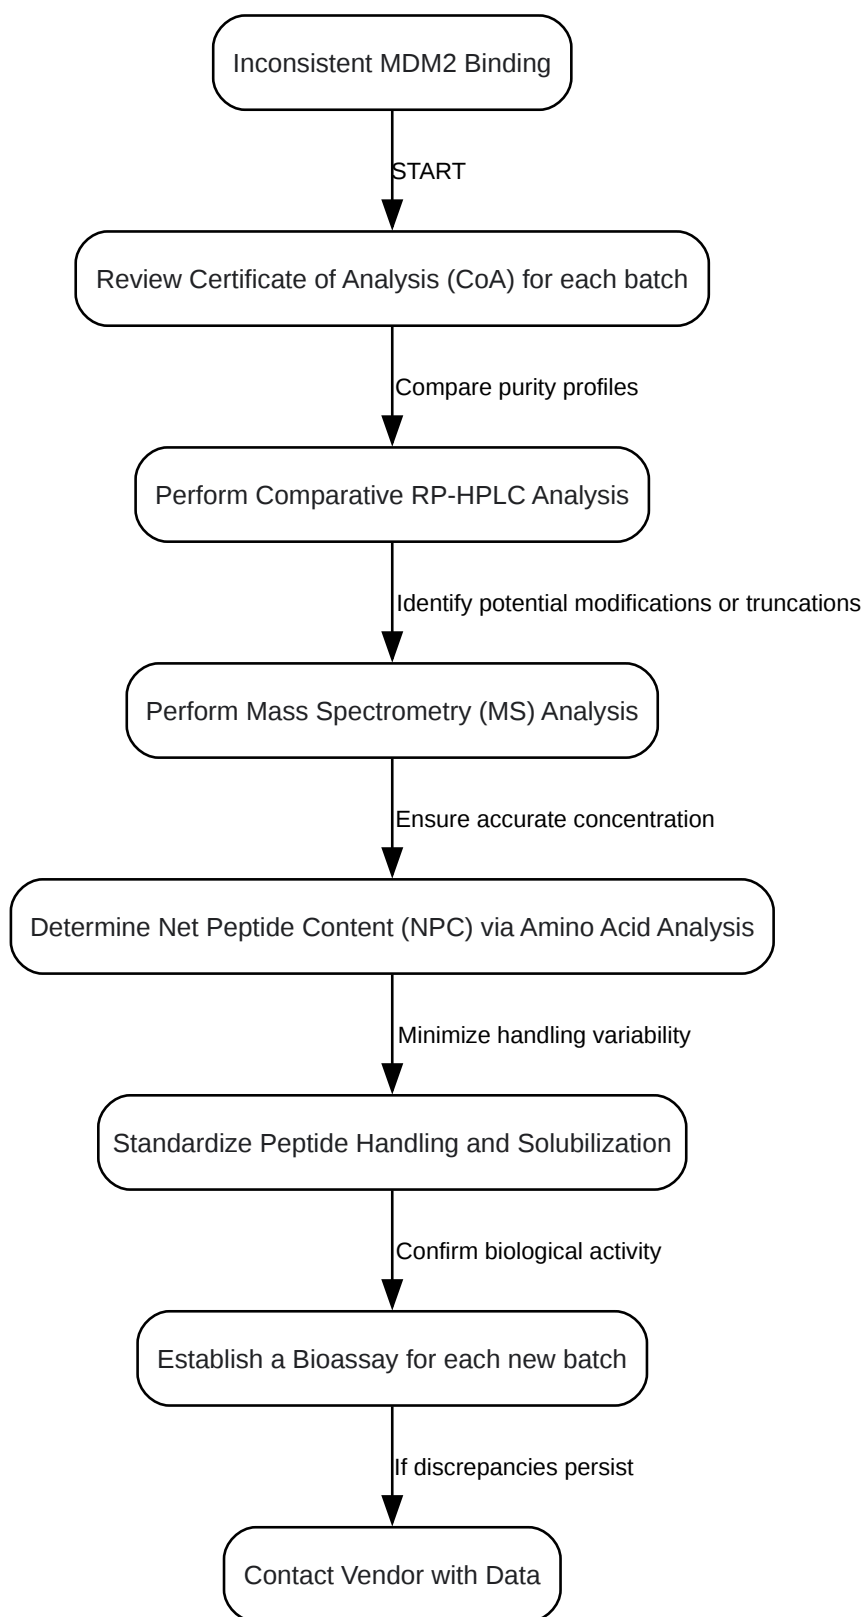 Inconsistent MDM2 Binding
START
Review Certificate of Analysis (CoA) for each batch
Compare purity profiles
Perform Comparative RP-HPLC Analysis
Identify potential modifications or truncations
Perform Mass Spectrometry (MS) Analysis
Ensure accurate concentration
Determine Net Peptide Content (NPC) via Amino Acid Analysis
Minimize handling variability
Standardize Peptide Handling and Solubilization
Confirm biological activity
Establish a Bioassay for each new batch
If discrepancies persist
Contact Vendor with Data